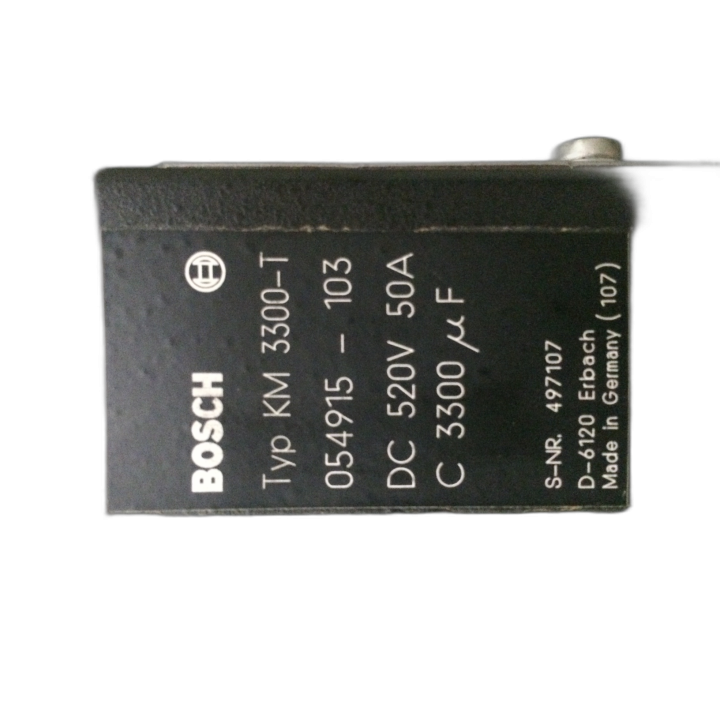 BOSCH
Typ KM 3300-T
054915 - 103
DC 520V 50A
C 3300 µF
S-NR. 497107
D-6120 Erbach
Made in Germany (107)